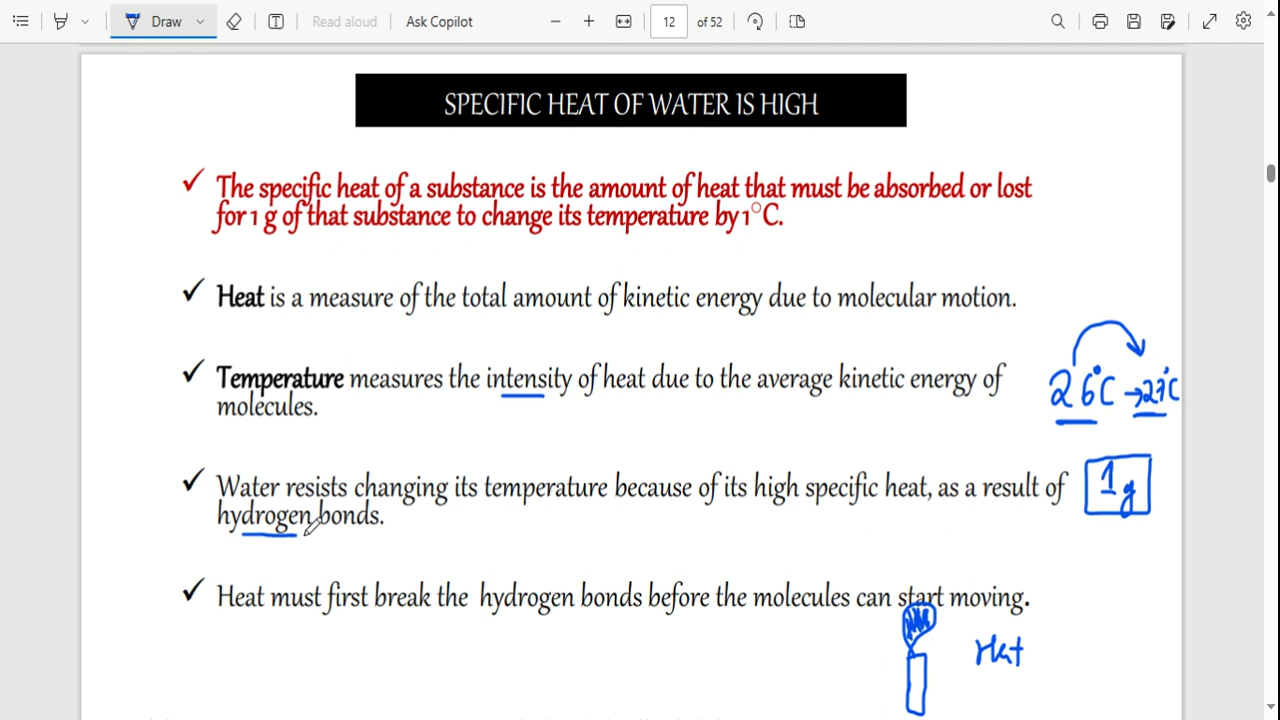 Draw
Read aloud
Ask Copilot
12
of 52
SPECIFIC HEAT OF WATER IS HIGH
✓ The specific heat of a substance is the amount of heat that must be absorbed or lost
for 1 g of that substance to change its temperature by 1°C.
✓ Heat is a measure of the total amount of kinetic energy due to molecular motion.
✓ Temperature measures the intensity of heat due to the average kinetic energy of
molecules.
26°C → 27°C
✓ Water resists changing its temperature because of its high specific heat, as a result of
hydrogen bonds.
1g
✓ Heat must first break the hydrogen bonds before the molecules can start moving.
Heat